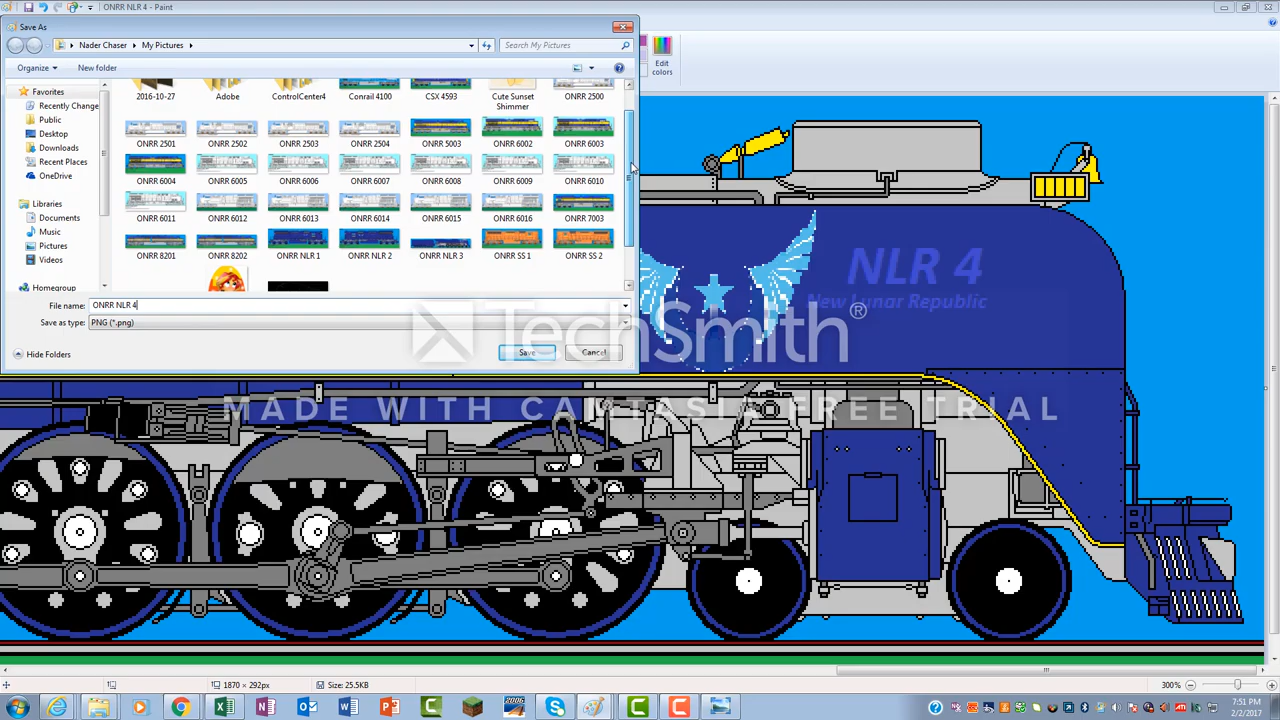 ONRR NLR 4 - Paint
Save As
Nader Chaser
My Pictures
Search My Pictures
Organize
New folder
Edit
colors
Favorites
Recently Change
Public
Desktop
Downloads
Recent Places
OneDrive
Libraries
Documents
Music
Pictures
Videos
Homegroup
2016-10-27
Adobe
ControlCenter4
Conrail 4100
CSX 4593
Cute Sunset
Shimmer
ONRR 2500
ONRR 2501
ONRR 2502
ONRR 2503
ONRR 2504
ONRR 5003
ONRR 6002
ONRR 6003
ONRR 6004
ONRR 6005
ONRR 6006
ONRR 6007
ONRR 6008
ONRR 6009
ONRR 6010
ONRR 6011
ONRR 6012
ONRR 6013
ONRR 6014
ONRR 6015
ONRR 6016
ONRR 7003
ONRR 8201
ONRR 8202
ONRR NLR 1
ONRR NLR 2
ONRR NLR 3
ONRR SS 1
ONRR SS 2
File name:
ONRR NLR 4
Save as type:
PNG (*.png)
Hide Folders
Save
Cancel
NLR 4
New Lunar Republic
TechSmith®
MADE WITH CAMTASIA FREE TRIAL
1870 × 292px
Size: 25.5KB
300%
7:51 PM
2/2/2017